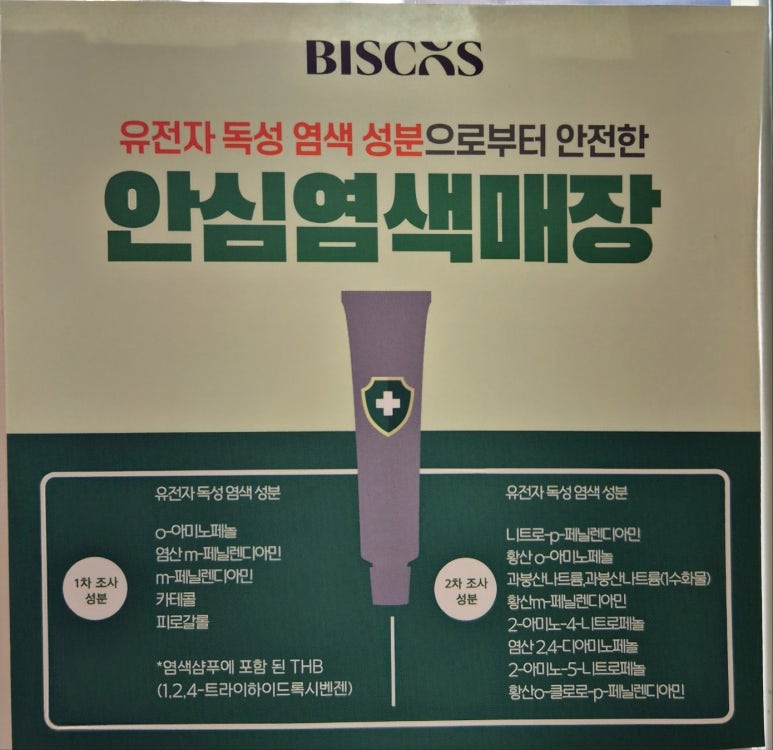 BISCXS
유전자 독성 염색 성분으로부터 안전한
안심염색매장
1차 조사
성분
유전자 독성 염색 성분
o-아미노페놀
염산 m-페닐렌디아민
m-페닐렌디아민
카테콜
피로갈롤
*염색샴푸에 포함 된 THB
(1,2,4-트라이하이드록시벤젠)
2차 조사
성분
유전자 독성 염색 성분
니트로-p-페닐렌디아민
황산 o-아미노페놀
과붕산나트륨,과붕산나트륨(1수화물)
황산m-페닐렌디아민
2-아미노-4-니트로페놀
염산 2,4-디아미노페놀
2-아미노-5-니트로페놀
황산o-클로로-p-페닐렌디아민